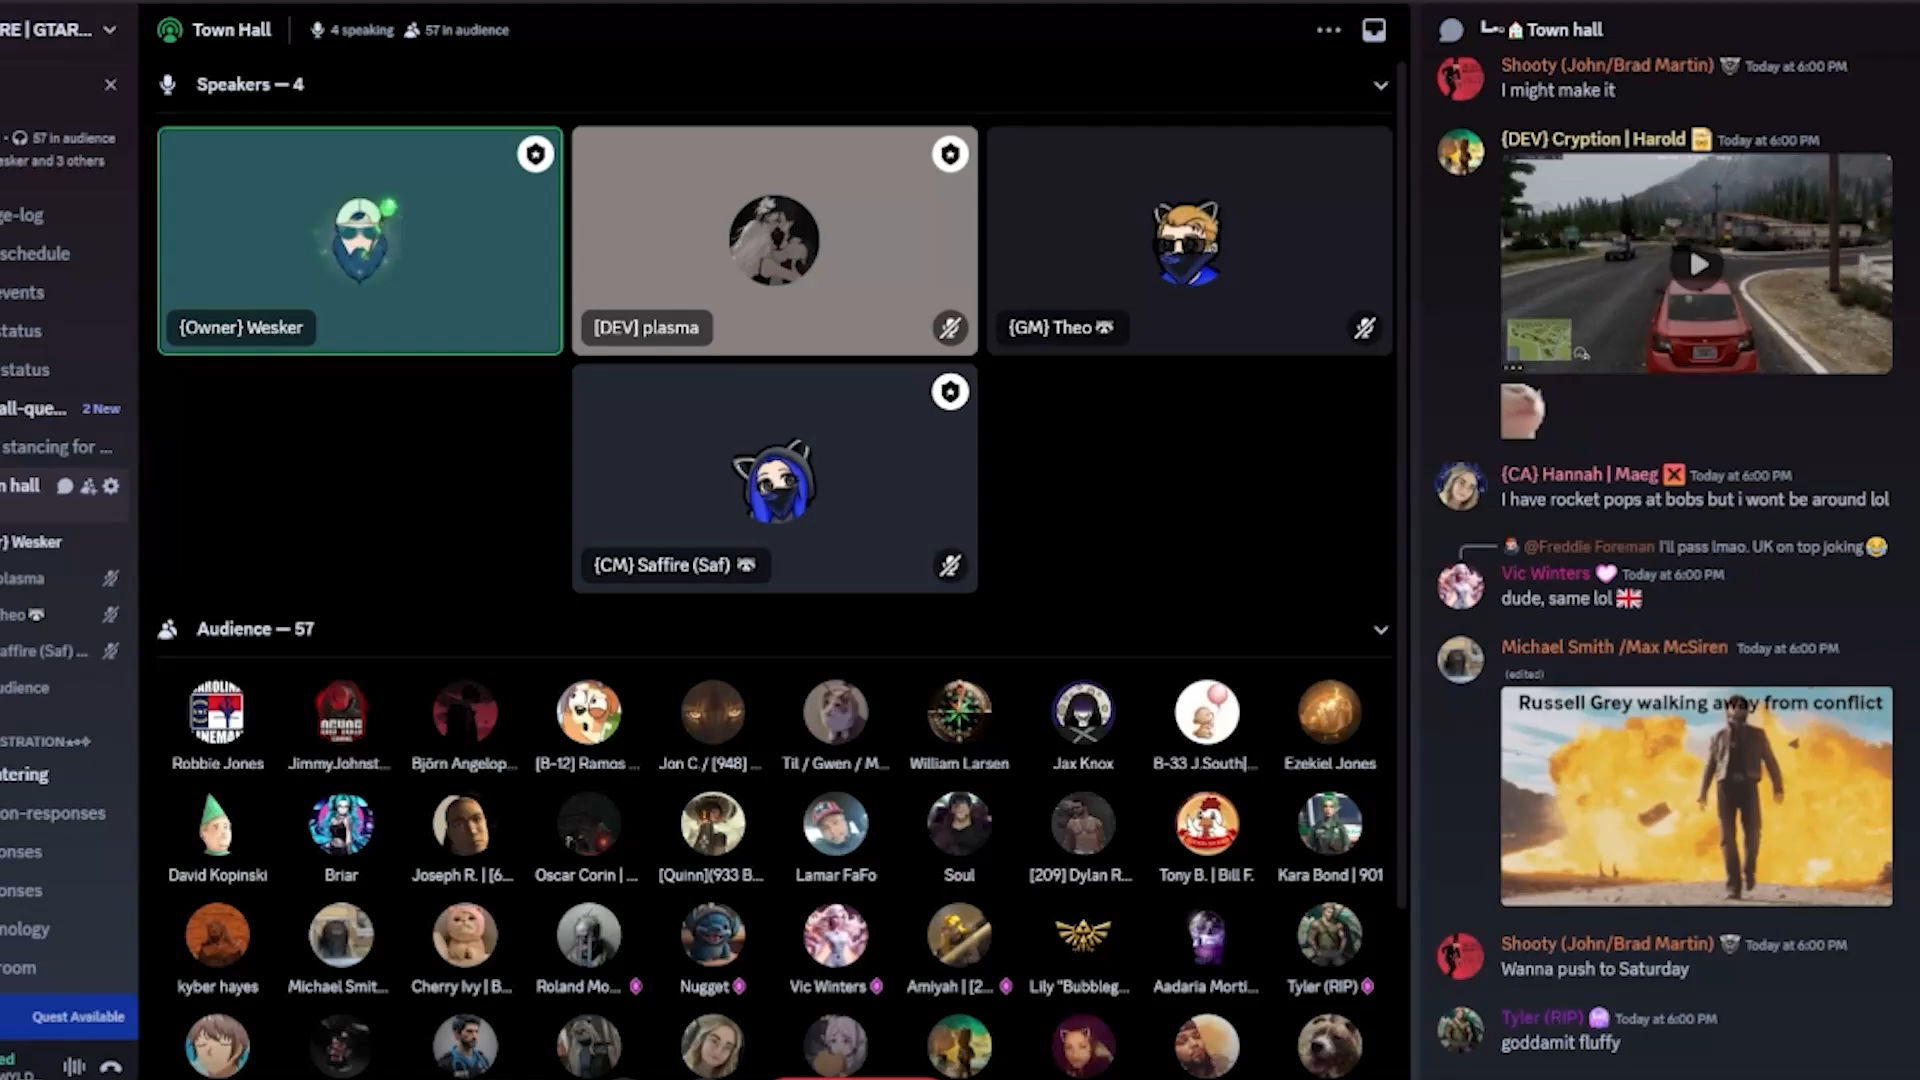 RE | GTAR...
57 in audience
esker and 3 others
ge-log
schedule
events
status
status
all-que... 2 New
stancing for ...
n hall
r} Wesker
plasma
heo
affire (Saf) ...
udience
STRATION
tering
on-responses
onses
onses
nology
room
Quest Available
ed
WYLD...
Town Hall
4 speaking 57 in audience
Speakers — 4
{Owner} Wesker
[DEV] plasma
{GM} Theo
{CM} Saffire (Saf)
Audience — 57
Robbie Jones JimmyJohnst... Björn Angelop... [B-12] Ramos ... Jon C./ [948] ... Til / Gwen / M... William Larsen Jax Knox B-33 J.South|... Ezekiel Jones
David Kopinski Briar Joseph R. | [6... Oscar Corin | ... [Quinn](933 B... Lamar FaFo Soul [209] Dylan R... Tony B. | Bill F. Kara Bond | 901
kyber hayes Michael Smit... Cherry Ivy | B... Roland Mo... Nugget Vic Winters Amiyah | [2... Lily "Bubbleg... Aadaria Morti... Tyler (RIP)
Town hall
Shooty (John/Brad Martin) Today at 6:00 PM
I might make it
{DEV} Cryption | Harold Today at 6:00 PM
{CA} Hannah | Maeg Today at 6:00 PM
I have rocket pops at bobs but i wont be around lol
@Freddie Foreman I'll pass lmao. UK on top joking
Vic Winters Today at 6:00 PM
dude, same lol
Michael Smith /Max McSiren Today at 6:00 PM
(edited)
Russell Grey walking away from conflict
Shooty (John/Brad Martin) Today at 6:00 PM
Wanna push to Saturday
Tyler (RIP) Today at 6:00 PM
goddamit fluffy